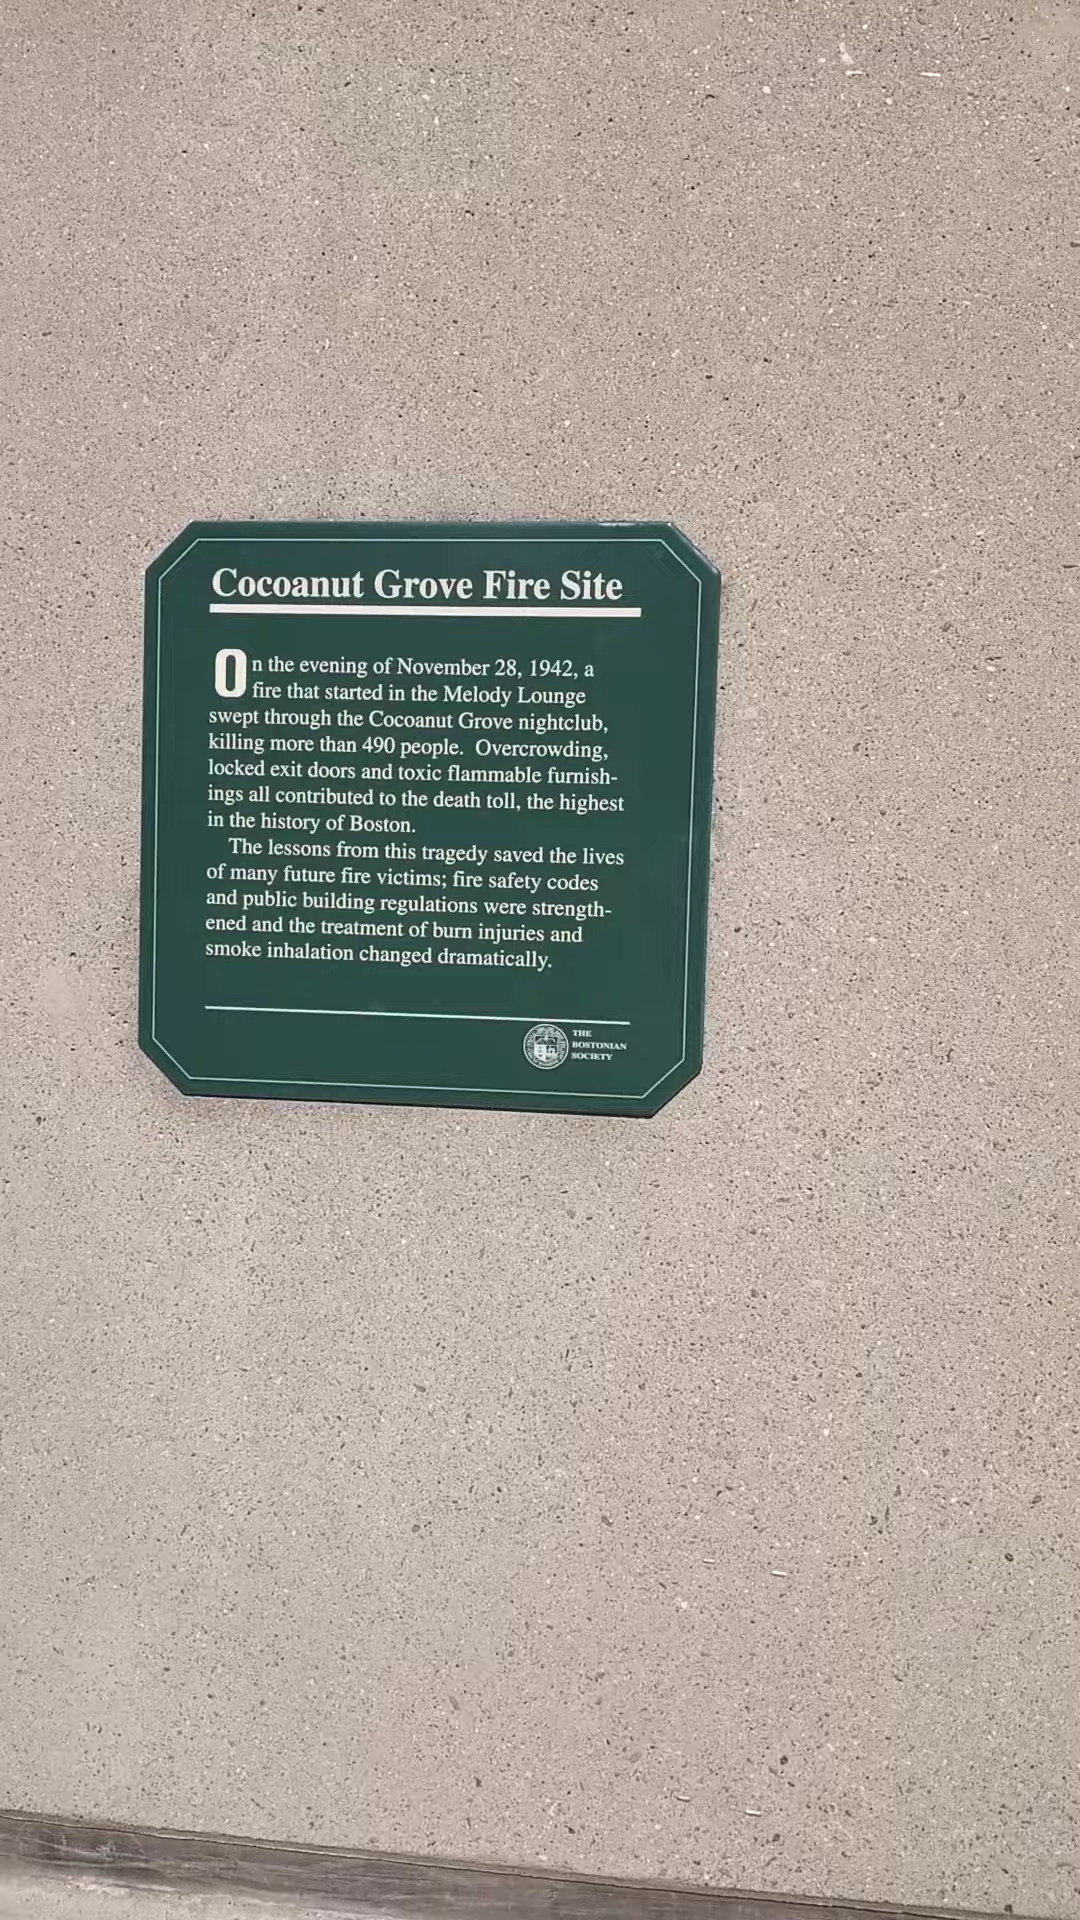 Cocoanut Grove Fire Site
On the evening of November 28, 1942, a
fire that started in the Melody Lounge
swept through the Cocoanut Grove nightclub,
killing more than 490 people. Overcrowding,
locked exit doors and toxic flammable furnish-
ings all contributed to the death toll, the highest
in the history of Boston.
The lessons from this tragedy saved the lives
of many future fire victims; fire safety codes
and public building regulations were strength-
ened and the treatment of burn injuries and
smoke inhalation changed dramatically.
THE
BOSTONIAN
SOCIETY